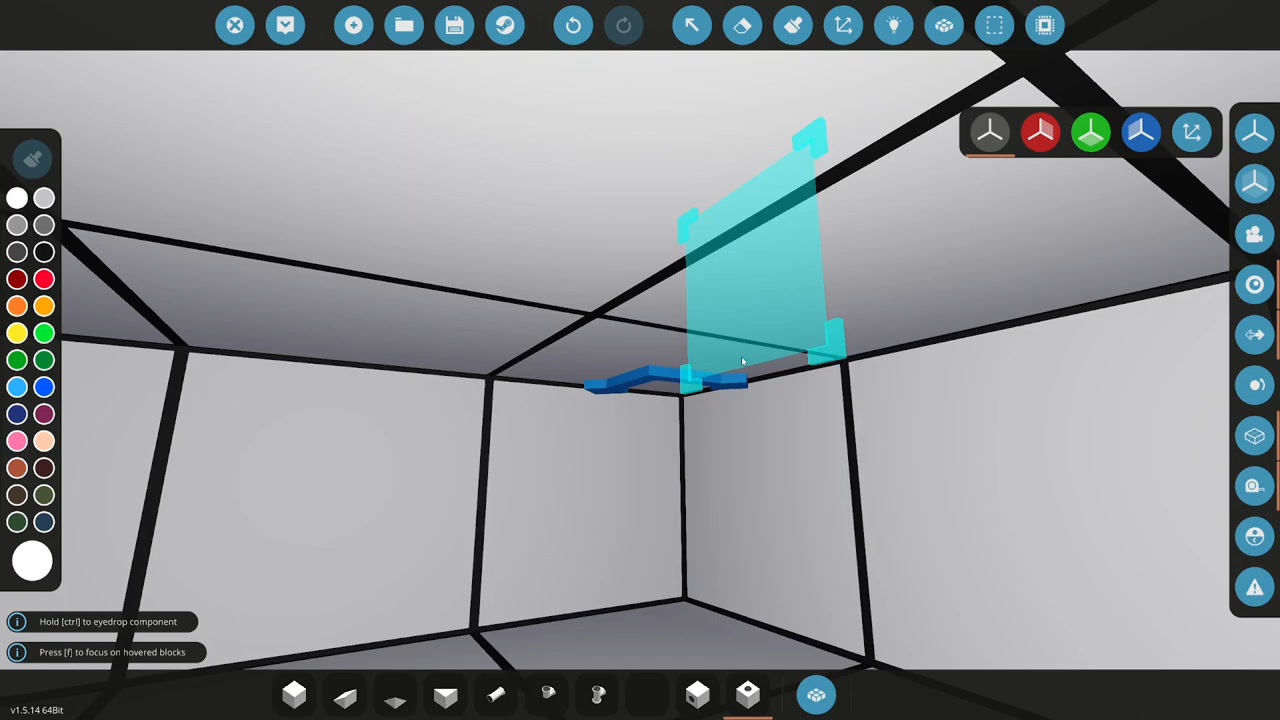 Hold [ctrl] to eyedrop component
Press [f] to focus on hovered blocks
v1.5.14 64Bit